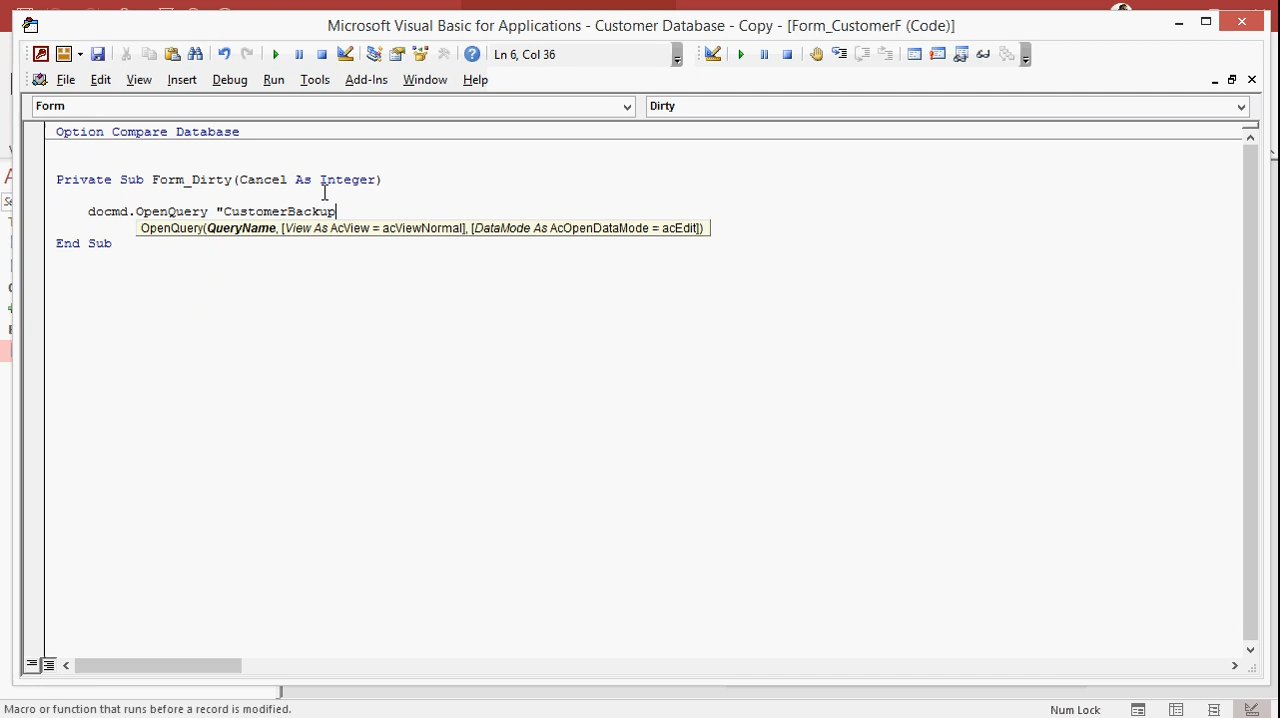 Microsoft Visual Basic for Applications - Customer Database - Copy - [Form_CustomerF (Code)]
Ln 6, Col 36
File Edit View Insert Format Debug Run Tools Add-Ins Window Help
Form Dirty
Option Compare Database
Private Sub Form_Dirty(Cancel As Integer)
docmd.OpenQuery "CustomerBackup
OpenQuery(QueryName, [View As AcView = acViewNormal], [DataMode As AcOpenDataMode = acEdit])
End Sub
Macro or function that runs before a record is modified. Num Lock